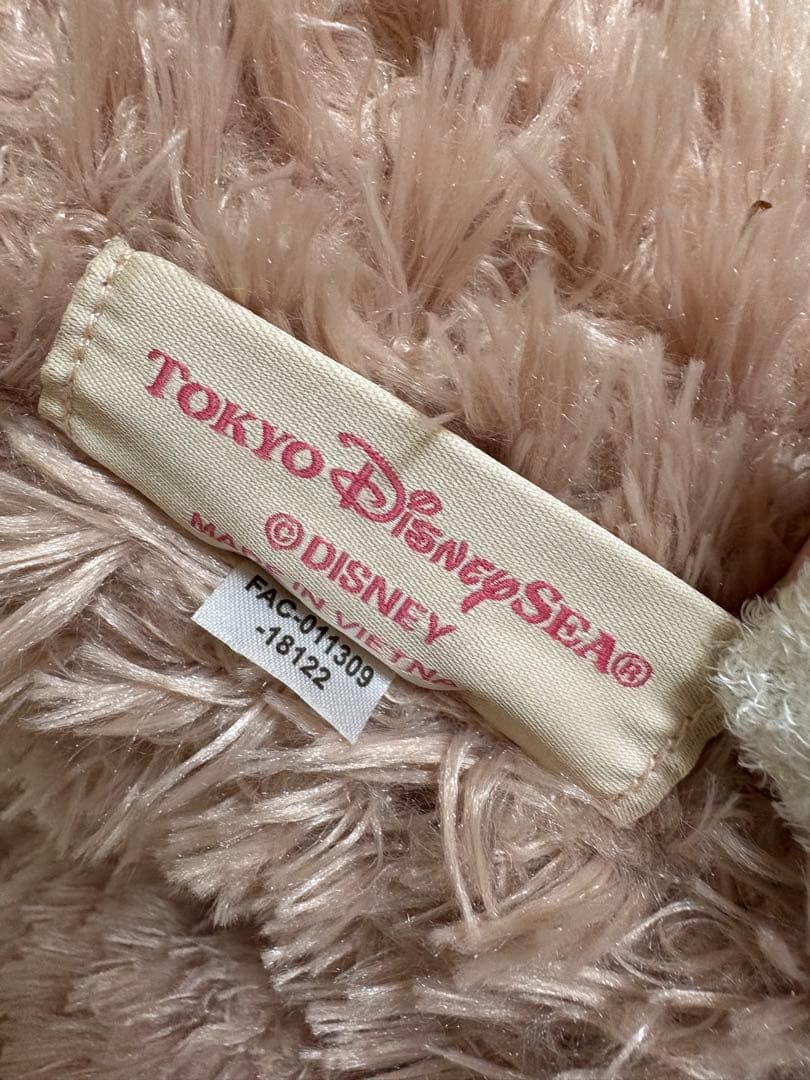 TOKYO DISNEYSEA®
© DISNEY
MADE IN VIETNA
FAC-011309
-18122